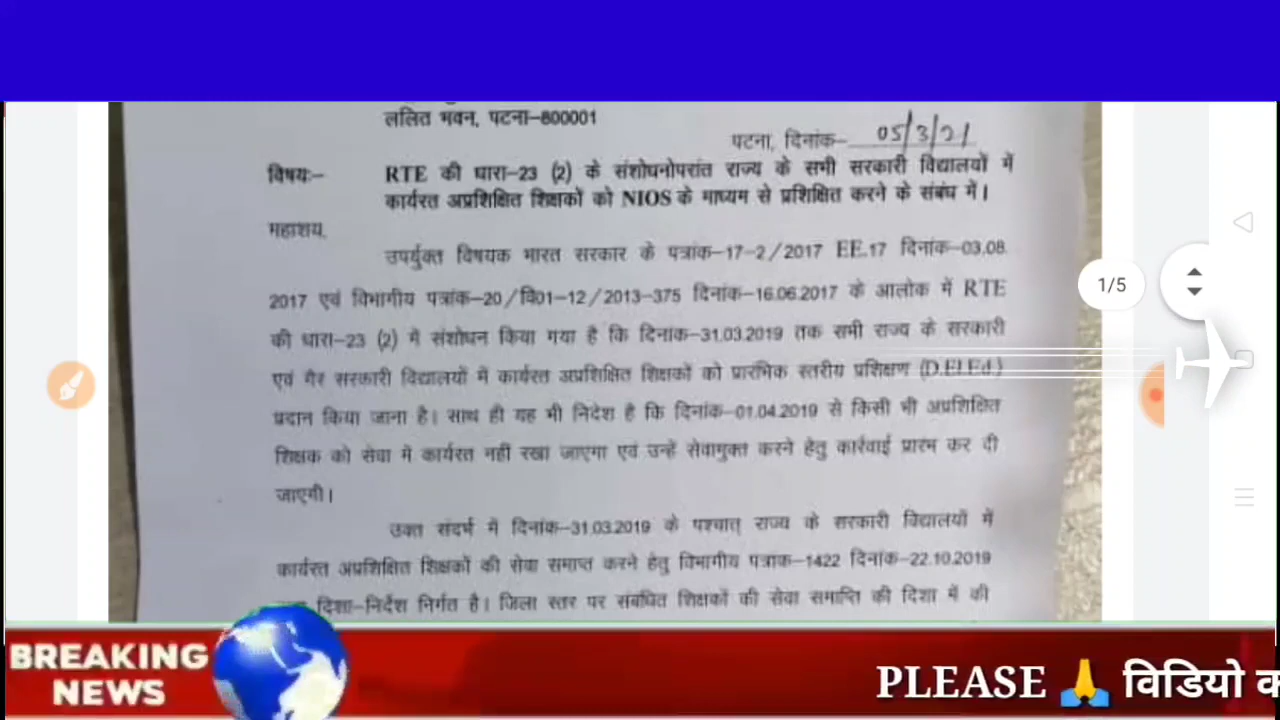 ललित भवन, पटना-800001
पटना, दिनांक- 05/3/21
विषयः- RTE की धारा-23 (2) के संशोधनोपरांत राज्य के सभी सरकारी विद्यालयों में
कार्यरत अप्रशिक्षित शिक्षकों को NIOS के माध्यम से प्रशिक्षित करने के संबंध में।
महाशय,
उपर्युक्त विषयक भारत सरकार के पत्रांक-17-2/2017 EE.17 दिनांक-03.08.
2017 एवं विभागीय पत्रांक-20/वि01-12/2013-375 दिनांक-16.06.2017 के आलोक में RTE
की धारा-23 (2) में संशोधन किया गया है कि दिनांक-31.03.2019 तक सभी राज्य के सरकारी
एवं गैर सरकारी विद्यालयों में कार्यरत अप्रशिक्षित शिक्षकों को प्रारंभिक स्तरीय प्रशिक्षण (D.El.Ed.)
प्रदान किया जाना है। साथ ही यह भी निदेश है कि दिनांक-01.04.2019 से किसी भी अप्रशिक्षित
शिक्षक को सेवा में कार्यरत नहीं रखा जाएगा एवं उन्हें सेवामुक्त करने हेतु कार्रवाई प्रारंभ कर दी
जाएगी।
उक्त संदर्भ में दिनांक-31.03.2019 के पश्चात् राज्य के सरकारी विद्यालयों में
कार्यरत अप्रशिक्षित शिक्षकों की सेवा समाप्त करने हेतु विभागीय पत्रांक-1422 दिनांक-22.10.2019
दिशा-निर्देश निर्गत है। जिला स्तर पर संबंधित शिक्षकों की सेवा समाप्ति की दिशा में की
1/5
BREAKING
NEWS
PLEASE 🙏 विडियो